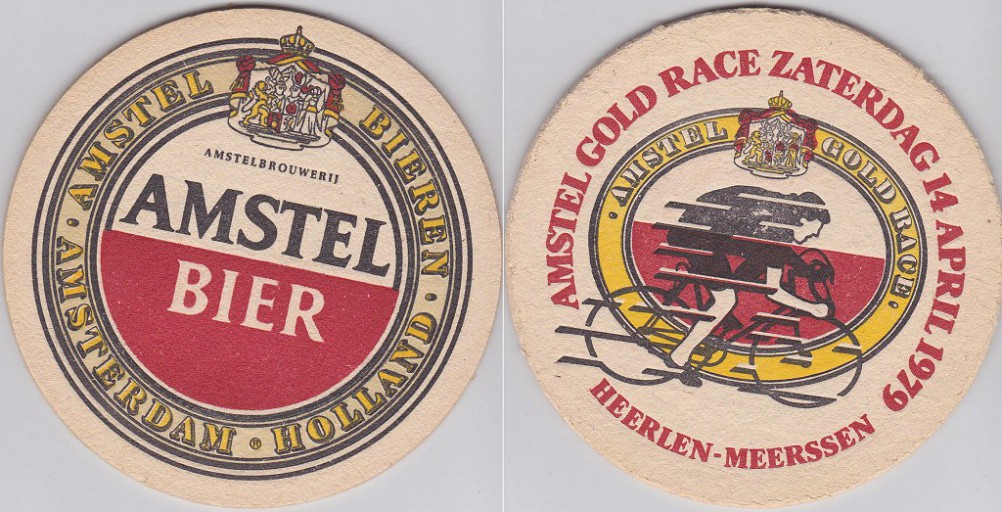 · AMSTEL BIEREN ·
AMSTELBROUWERIJ
AMSTEL
BIER
· AMSTERDAM ® HOLLAND ·
AMSTEL GOLD RACE ZATERDAG 14 APRIL 1979
· AMSTEL GOLD RACE ·
HEERLEN-MEERSSEN